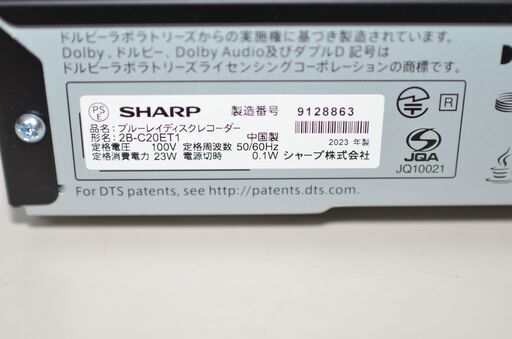 ドルビーラボラトリーズからの実施権に基づき製造されて
Dolby、ドルビー、Dolby Audio及びダブルD 記号は
ドルビーラボラトリーズライセンシングコーポレーションの商標です。
PSE SHARP 製造番号 9128863
品名：ブルーレイディスクレコーダー
形名：2B-C20ET1 中国製 2023 年製
定格電圧 100V 定格周波数 50/60Hz
定格消費電力 23W 電源切時 0.1W シャープ株式会社
R
JQA
JQ10021
For DTS patents, see http://patents.dts.com.